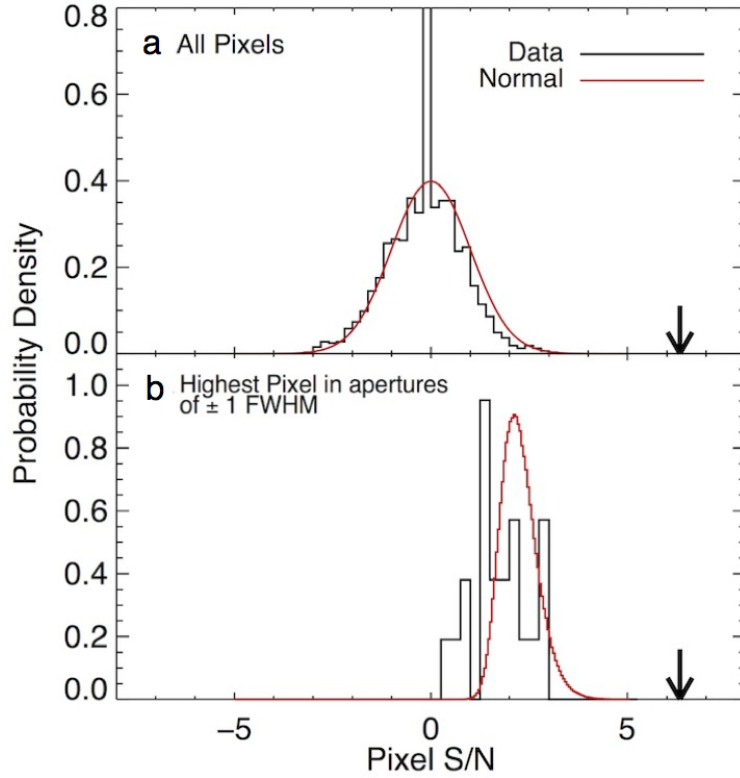 a All Pixels
Data
Normal
0.8
0.6
0.4
0.2
0.0
b Highest Pixel in apertures
of ± 1 FWHM
1.0
0.8
0.6
0.4
0.2
0.0
Probability Density
−5 0 5
Pixel S/N